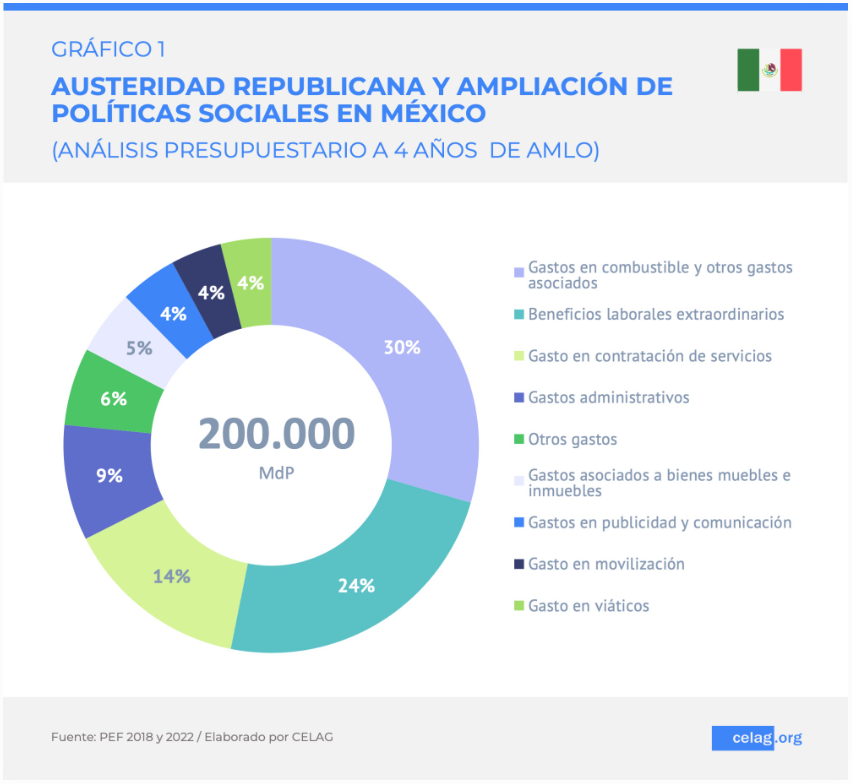 GRÁFICO 1
AUSTERIDAD REPUBLICANA Y AMPLIACIÓN DE
POLÍTICAS SOCIALES EN MÉXICO
(ANÁLISIS PRESUPUESTARIO A 4 AÑOS DE AMLO)
30%
24%
14%
9%
6%
5%
4%
4%
4%
200.000
MdP
Gastos en combustible y otros gastos
asociados
Beneficios laborales extraordinarios
Gasto en contratación de servicios
Gastos administrativos
Otros gastos
Gastos asociados a bienes muebles e
inmuebles
Gastos en publicidad y comunicación
Gasto en movilización
Gasto en viáticos
Fuente: PEF 2018 y 2022 / Elaborado por CELAG
celag.org